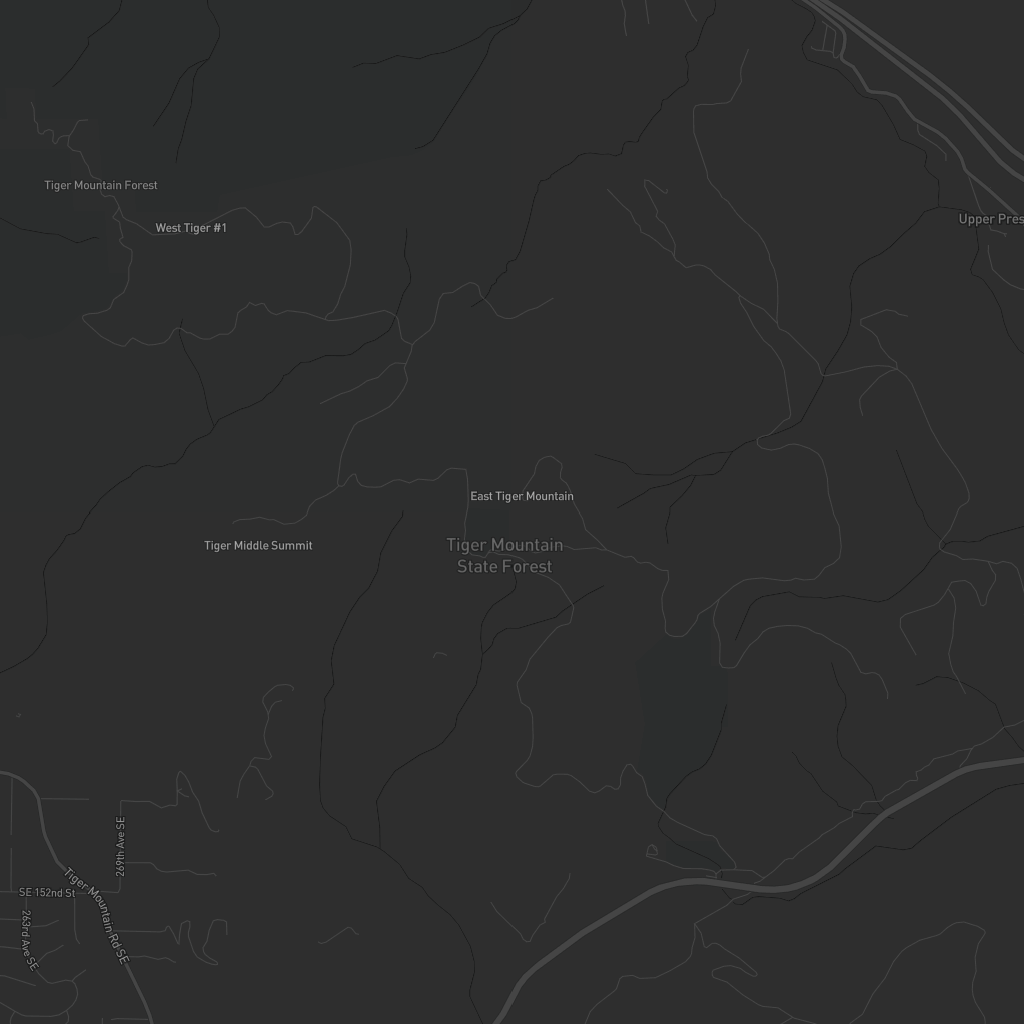 Tiger Mountain Forest
West Tiger #1
Upper Pres
East Tiger Mountain
Tiger Middle Summit
Tiger Mountain
State Forest
269th Ave SE
Tiger Mountain Rd SE
SE 152nd St
263rd Ave SE